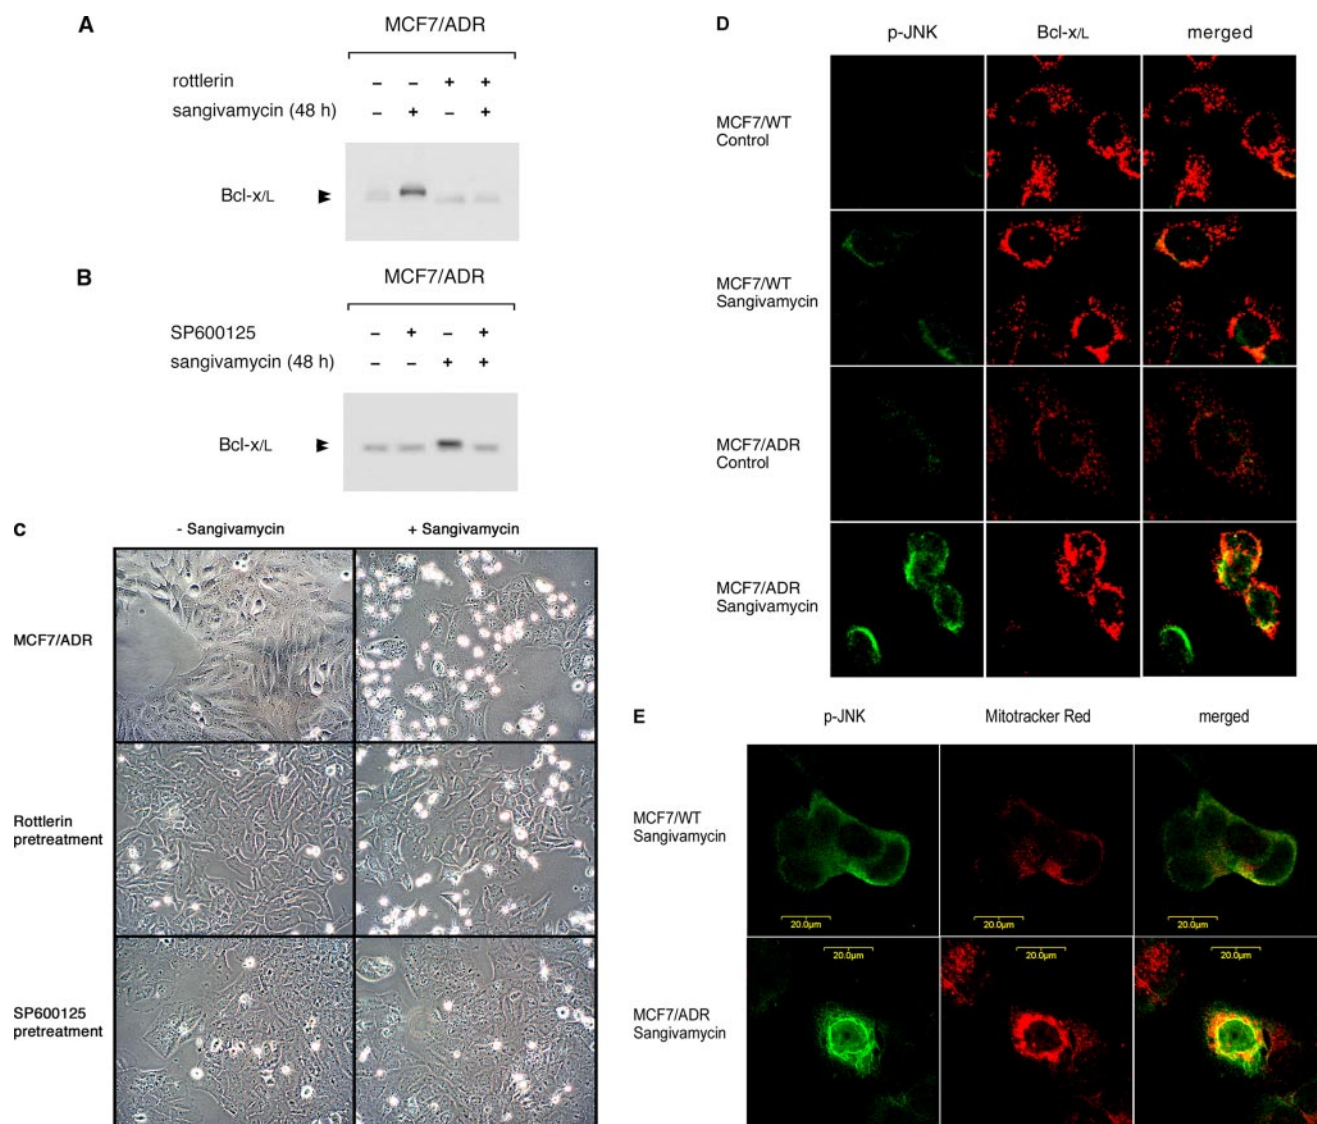 A
MCF7/ADR
rottlerin – – + +
sangivamycin (48 h) – + – +
Bcl-x/L
B
MCF7/ADR
SP600125 – + – +
sangivamycin (48 h) – – + +
Bcl-x/L
C
- Sangivamycin + Sangivamycin
MCF7/ADR
Rottlerin
pretreatment
SP600125
pretreatment
D
p-JNK Bcl-x/L merged
MCF7/WT
Control
MCF7/WT
Sangivamycin
MCF7/ADR
Control
MCF7/ADR
Sangivamycin
E
p-JNK Mitotracker Red merged
MCF7/WT
Sangivamycin
20.0µm 20.0µm 20.0µm
MCF7/ADR
Sangivamycin
20.0µm 20.0µm 20.0µm